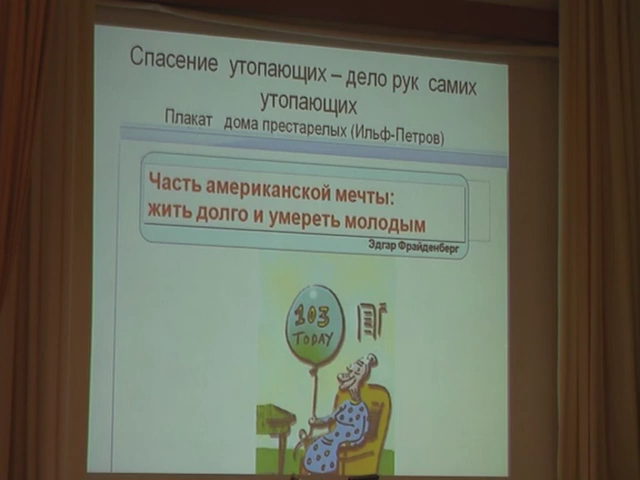 Спасение утопающих – дело рук самих
утопающих
Плакат дома престарелых (Ильф-Петров)
Часть американской мечты:
жить долго и умереть молодым
Эдгар Фрайденберг
103
TODAY